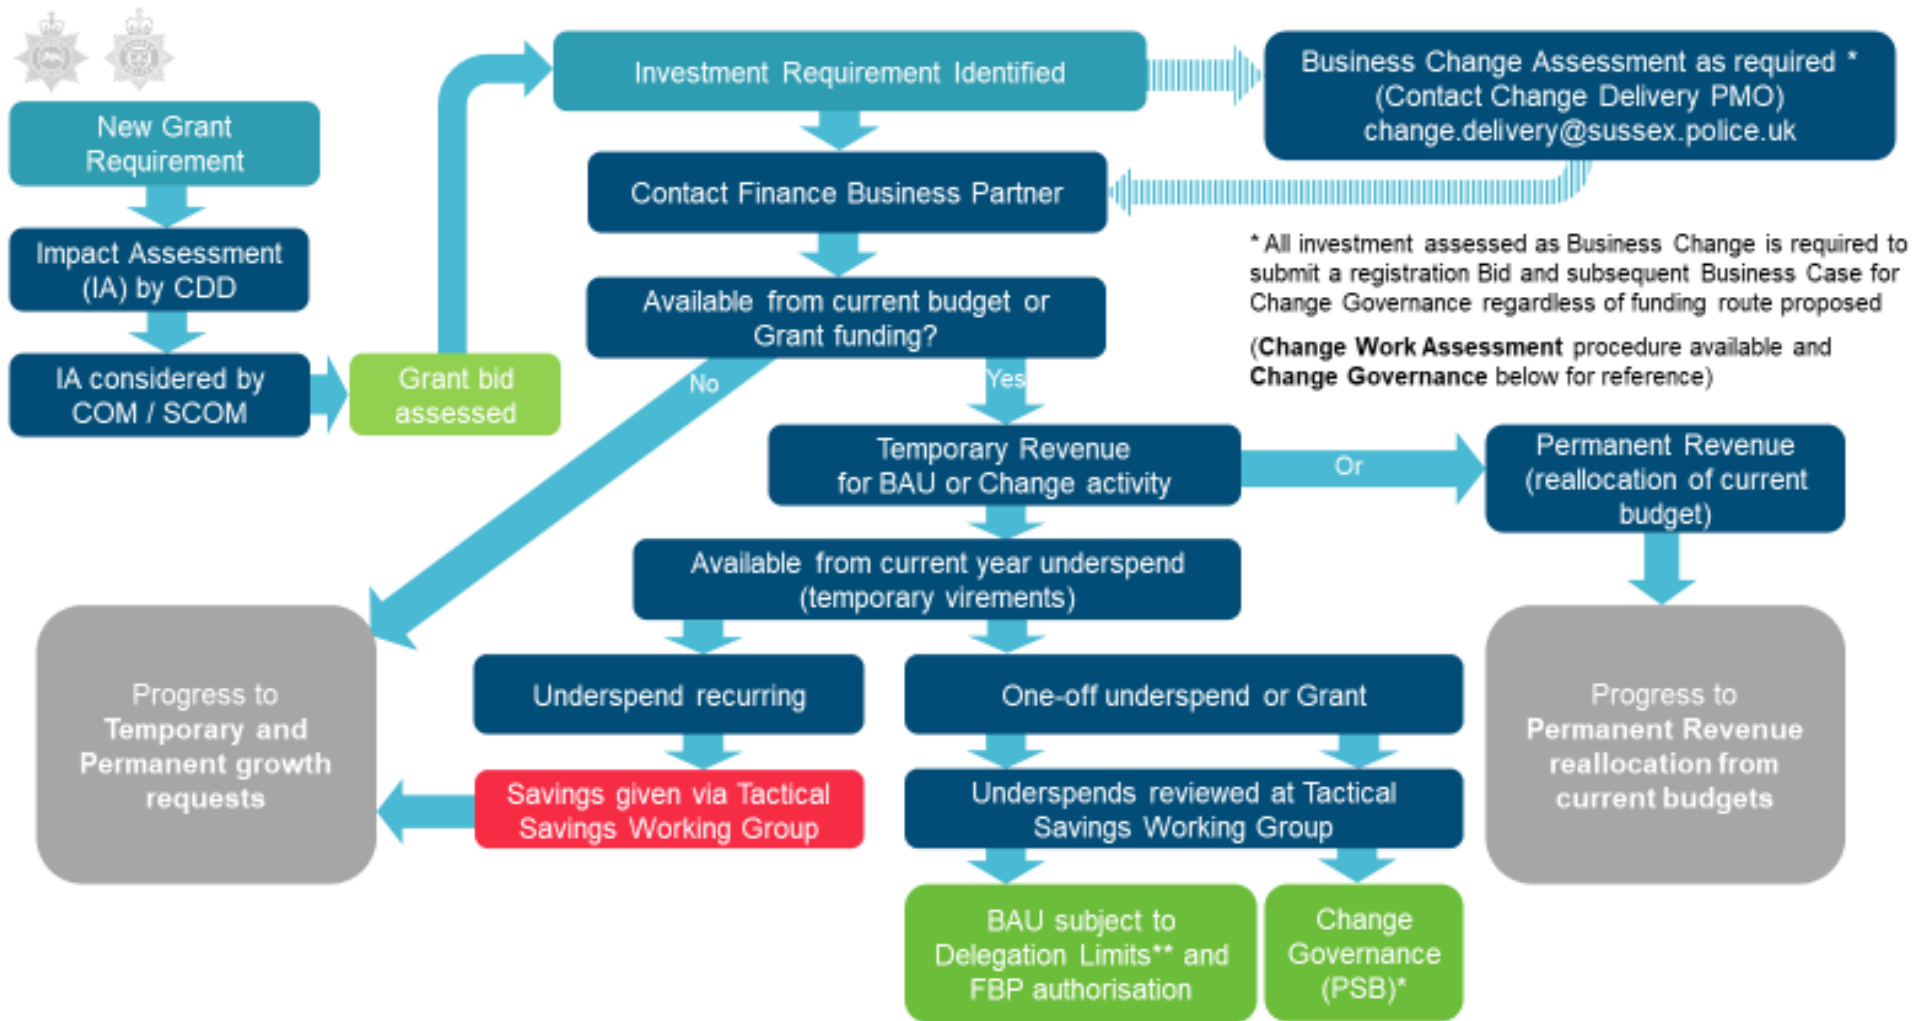 New Grant
Requirement
Impact Assessment
(IA) by CDD
IA considered by
COM / SCOM
Grant bid
assessed
Investment Requirement Identified
Business Change Assessment as required *
(Contact Change Delivery PMO)
change.delivery@sussex.police.uk
Contact Finance Business Partner
* All investment assessed as Business Change is required to
submit a registration Bid and subsequent Business Case for
Change Governance regardless of funding route proposed
(Change Work Assessment procedure available and
Change Governance below for reference)
Available from current budget or
Grant funding?
No
Yes
Temporary Revenue
for BAU or Change activity
Or
Permanent Revenue
(reallocation of current
budget)
Available from current year underspend
(temporary virements)
Underspend recurring
One-off underspend or Grant
Progress to
Temporary and
Permanent growth
requests
Savings given via Tactical
Savings Working Group
Underspends reviewed at Tactical
Savings Working Group
Progress to
Permanent Revenue
reallocation from
current budgets
BAU subject to
Delegation Limits** and
FBP authorisation
Change
Governance
(PSB)*